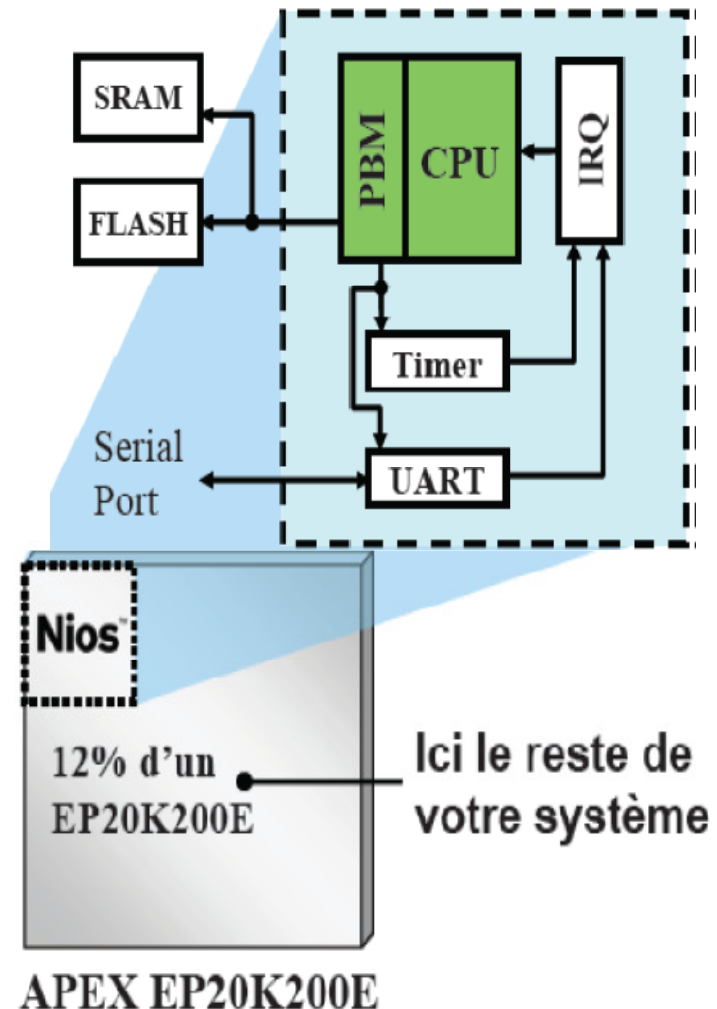 SRAM
FLASH
PBM
CPU
IRQ
Timer
UART
Serial
Port
Nios™
12% d'un
EP20K200E
Ici le reste de
votre système
APEX EP20K200E